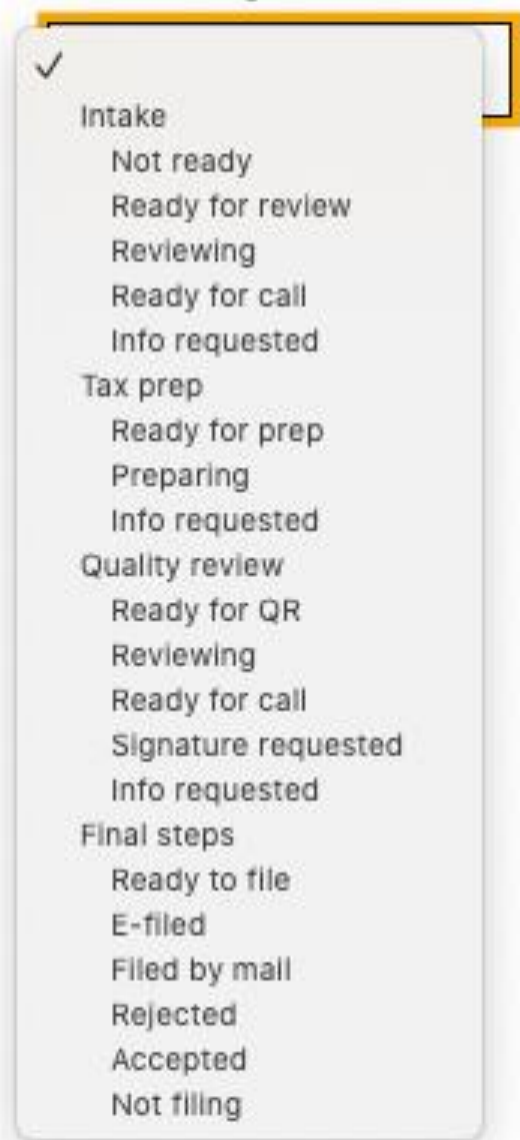 Intake
Not ready
Ready for review
Reviewing
Ready for call
Info requested
Tax prep
Ready for prep
Preparing
Info requested
Quality review
Ready for QR
Reviewing
Ready for call
Signature requested
Info requested
Final steps
Ready to file
E-filed
Filed by mail
Rejected
Accepted
Not filing